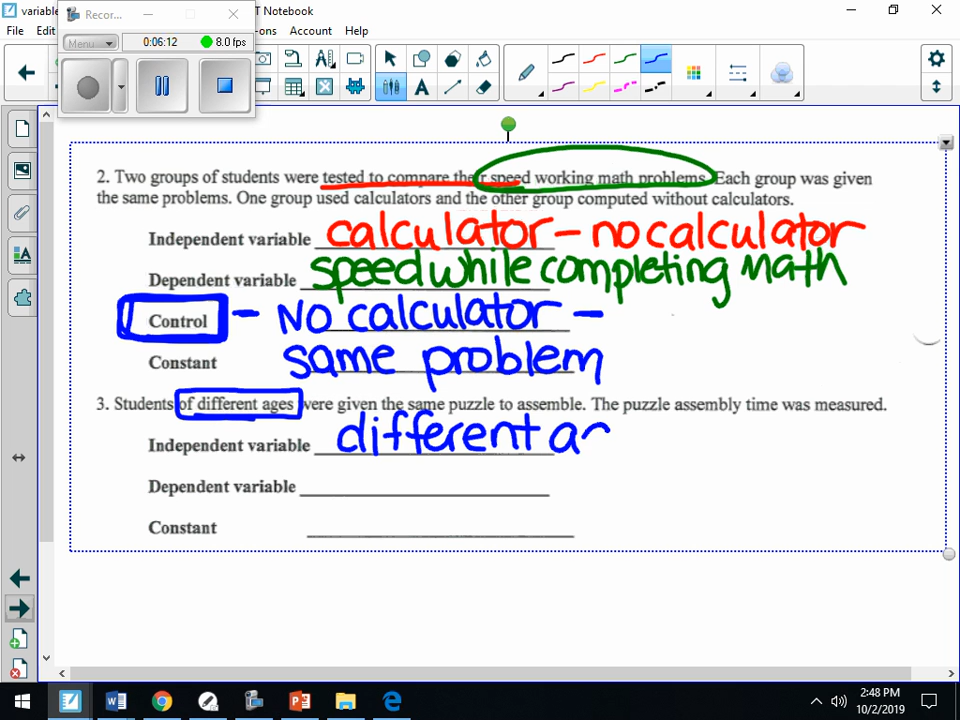 variable
Recor...
T Notebook
File
Edi
-ons
Account
Help
Menu
0:06:12
8.0 fps
2. Two groups of students were tested to compare their speed working math problems. Each group was given
the same problems. One group used calculators and the other group computed without calculators.
Independent variable calculator - no calculator
Dependent variable speed while completing Math
Control - No calculator -
Constant same problem
3. Students of different ages were given the same puzzle to assemble. The puzzle assembly time was measured.
Independent variable different a
Dependent variable
Constant
2:48 PM
10/2/2019